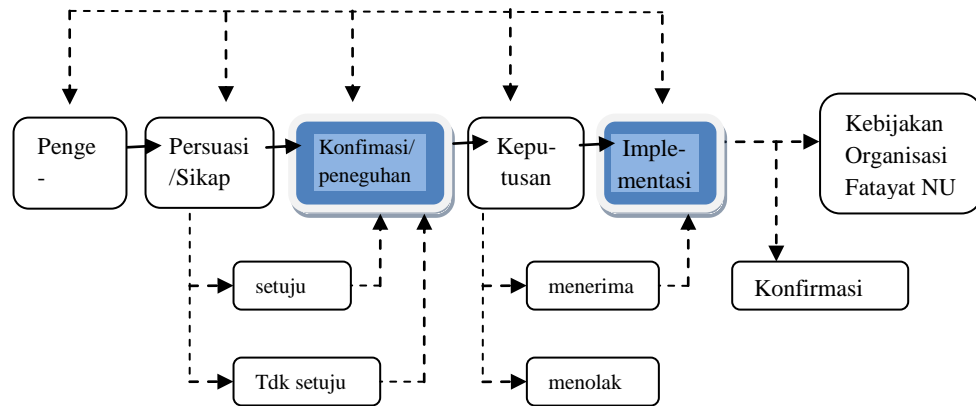 Penge
-
Persuasi
/Sikap
Konfimasi/
peneguhan
Kepu-
tusan
Imple-
mentasi
Kebijakan
Organisasi
Fatayat NU
setuju
menerima
Konfirmasi
Tdk setuju
menolak